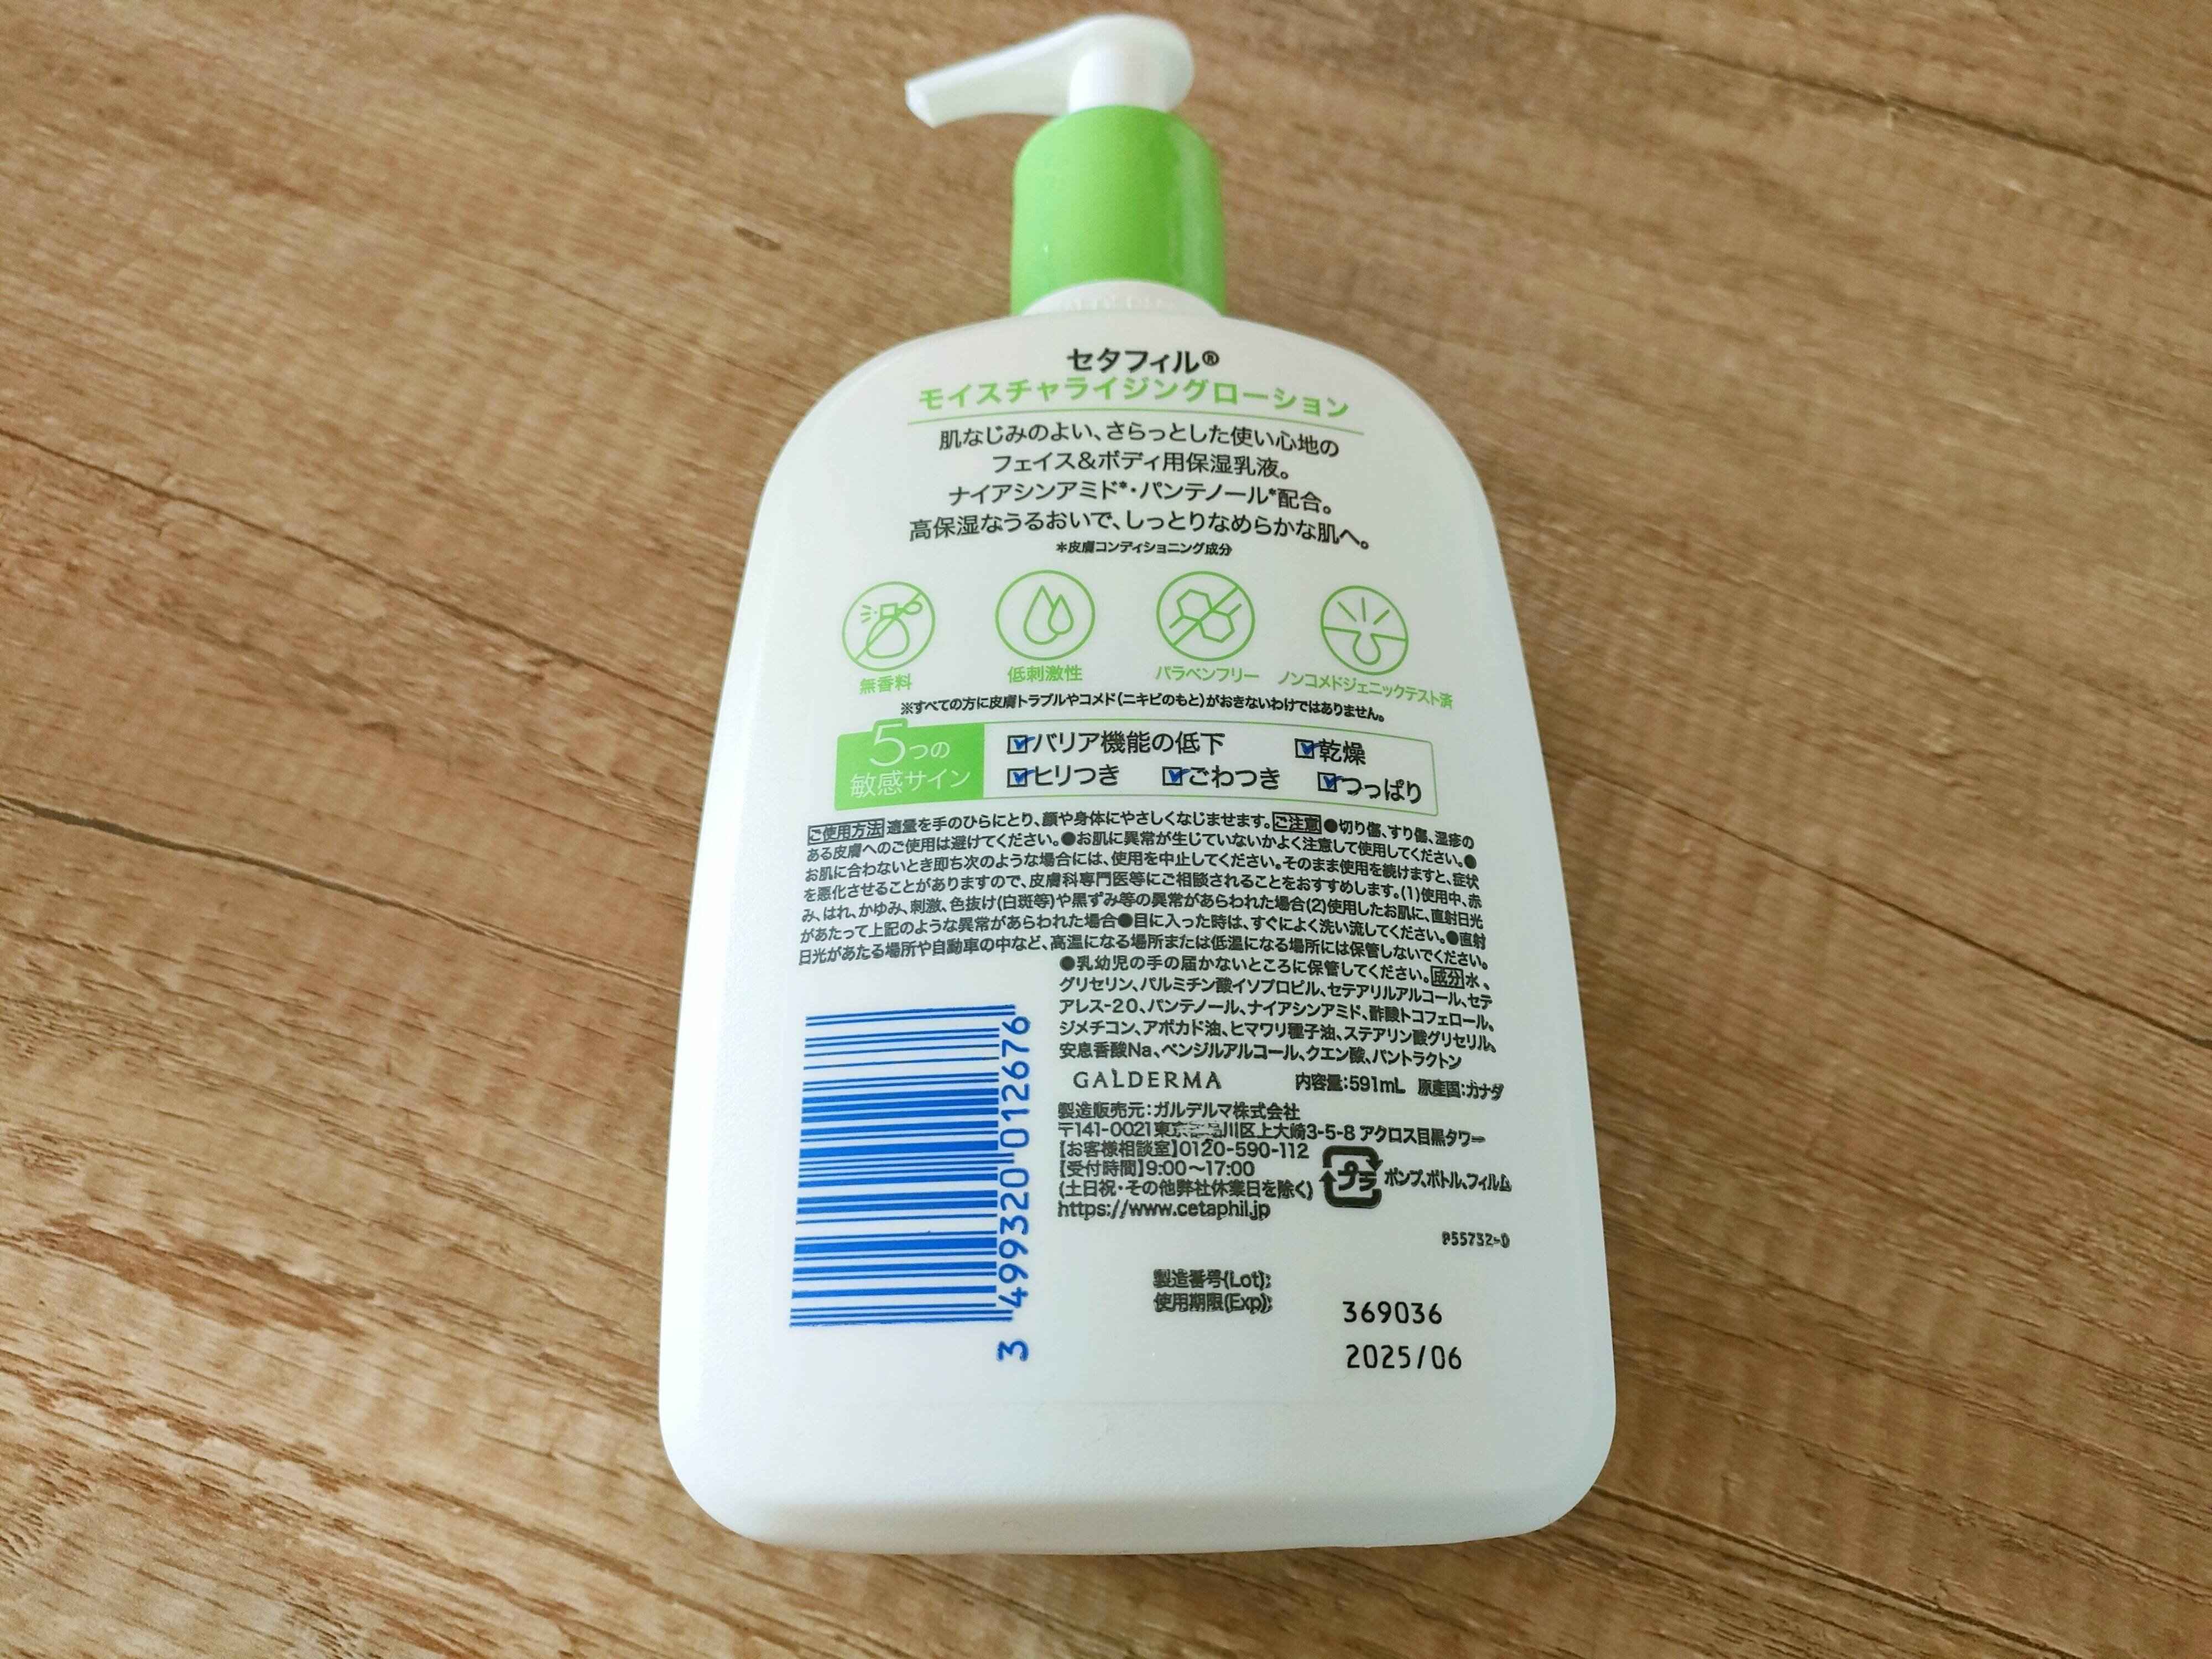 セタフィル®
モイスチャライジングローション
肌なじみのよい、さらっとした使い心地の
フェイス&ボディ用保湿乳液。
ナイアシンアミド*・パンテノール*配合。
高保湿なうるおいで、しっとりなめらかな肌へ。
*皮膚コンディショニング成分
無香料
低刺激性
パラベンフリー
ノンコメドジェニックテスト済
※すべての方に皮膚トラブルやコメド(ニキビのもと)がおきないわけではありません。
5つの
敏感サイン
バリア機能の低下 乾燥
ヒリつき ごわつき つっぱり
ご使用方法 適量を手のひらにとり、顔や身体にやさしくなじませます。ご注意●切り傷、すり傷、湿疹の
ある皮膚へのご使用は避けてください。●お肌に異常が生じていないかよく注意して使用してください。●
お肌に合わないとき即ち次のような場合には、使用を中止してください。そのまま使用を続けますと、症状
を悪化させることがありますので、皮膚科専門医等にご相談されることをおすすめします。(1)使用中、赤
み、はれ、かゆみ、刺激、色抜け(白斑等)や黒ずみ等の異常があらわれた場合(2)使用したお肌に、直射日光
があたって上記のような異常があらわれた場合●目に入った時は、すぐによく洗い流してください。●直射
日光があたる場所や自動車の中など、高温になる場所または低温になる場所には保管しないでください。
●乳幼児の手の届かないところに保管してください。成分 水、
グリセリン、パルミチン酸イソプロピル、セテアリルアルコール、セテ
アレス-20、パンテノール、ナイアシンアミド、酢酸トコフェロール、
ジメチコン、アボカド油、ヒマワリ種子油、ステアリン酸グリセリル、
安息香酸Na、ベンジルアルコール、クエン酸、パントラクトン
GALDERMA 内容量:591mL 原産国:カナダ
製造販売元:ガルデルマ株式会社
〒141-0021 東京都品川区上大崎3-5-8 アクロス目黒タワー
【お客様相談室】0120-590-112
【受付時間】9:00〜17:00
(土日祝・その他弊社休業日を除く)
https://www.cetaphil.jp
プラ
ポンプ、ボトル、フィルム
P55732-0
製造番号(Lot):
使用期限(Exp):
369036
2025/06
3 499320 012676